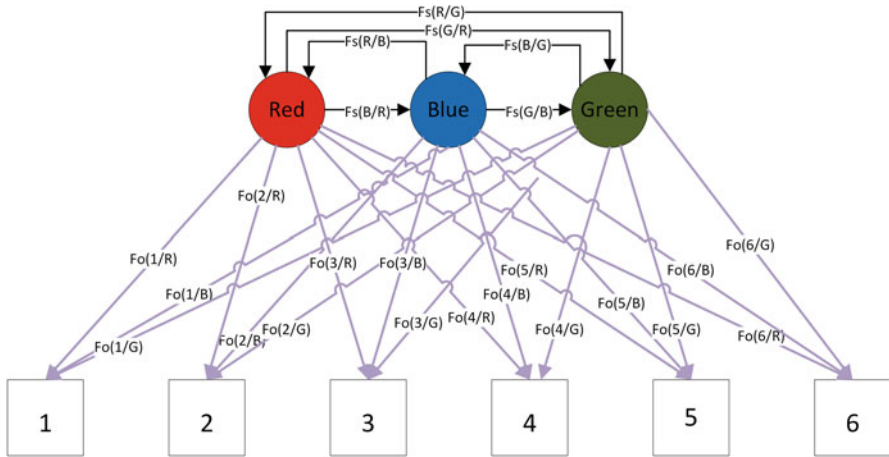 Fs(R/G)
Fs(G/R)
Fs(R/B)
Fs(B/G)
Red
Fs(B/R)
Blue
Fs(G/B)
Green
Fo(2/R)
Fo(1/R)
Fo(3/R)
Fo(3/B)
Fo(5/R)
Fo(6/B)
Fo(6/G)
Fo(1/B)
Fo(4/B)
Fo(5/B)
Fo(2/B)
Fo(2/G)
Fo(3/G)
Fo(4/R)
Fo(4/G)
Fo(5/G)
Fo(6/R)
Fo(1/G)
1
2
3
4
5
6